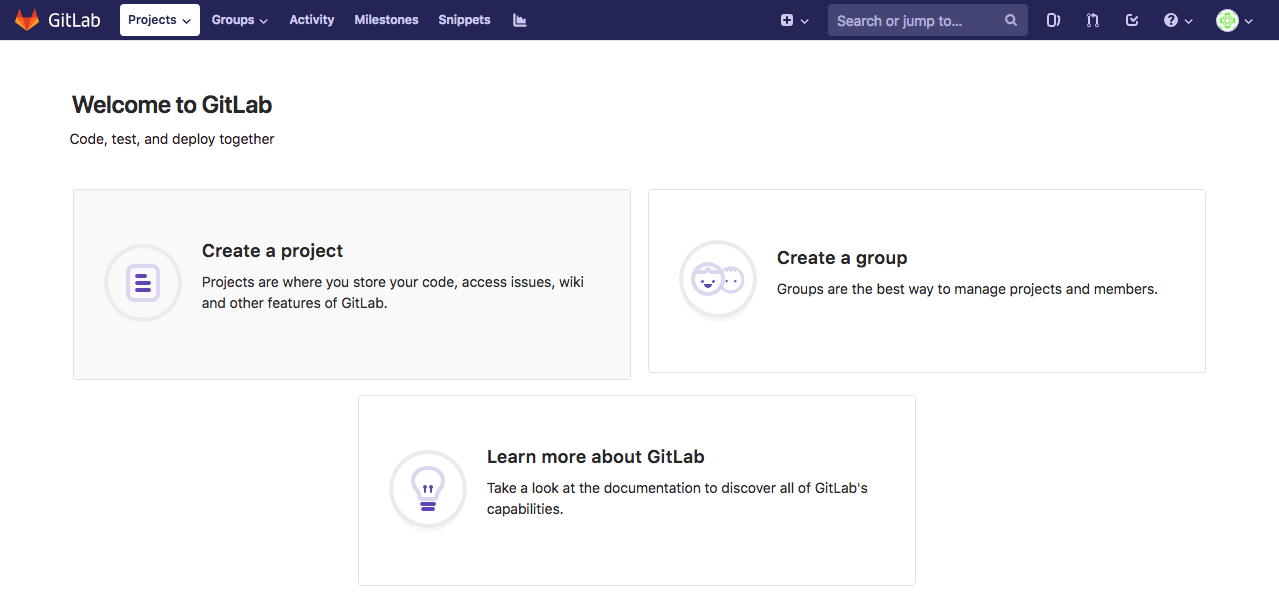 GitLab Projects Groups Activity Milestones Snippets Search or jump to...
Welcome to GitLab
Code, test, and deploy together
Create a project
Projects are where you store your code, access issues, wiki
and other features of GitLab.
Create a group
Groups are the best way to manage projects and members.
Learn more about GitLab
Take a look at the documentation to discover all of GitLab's
capabilities.